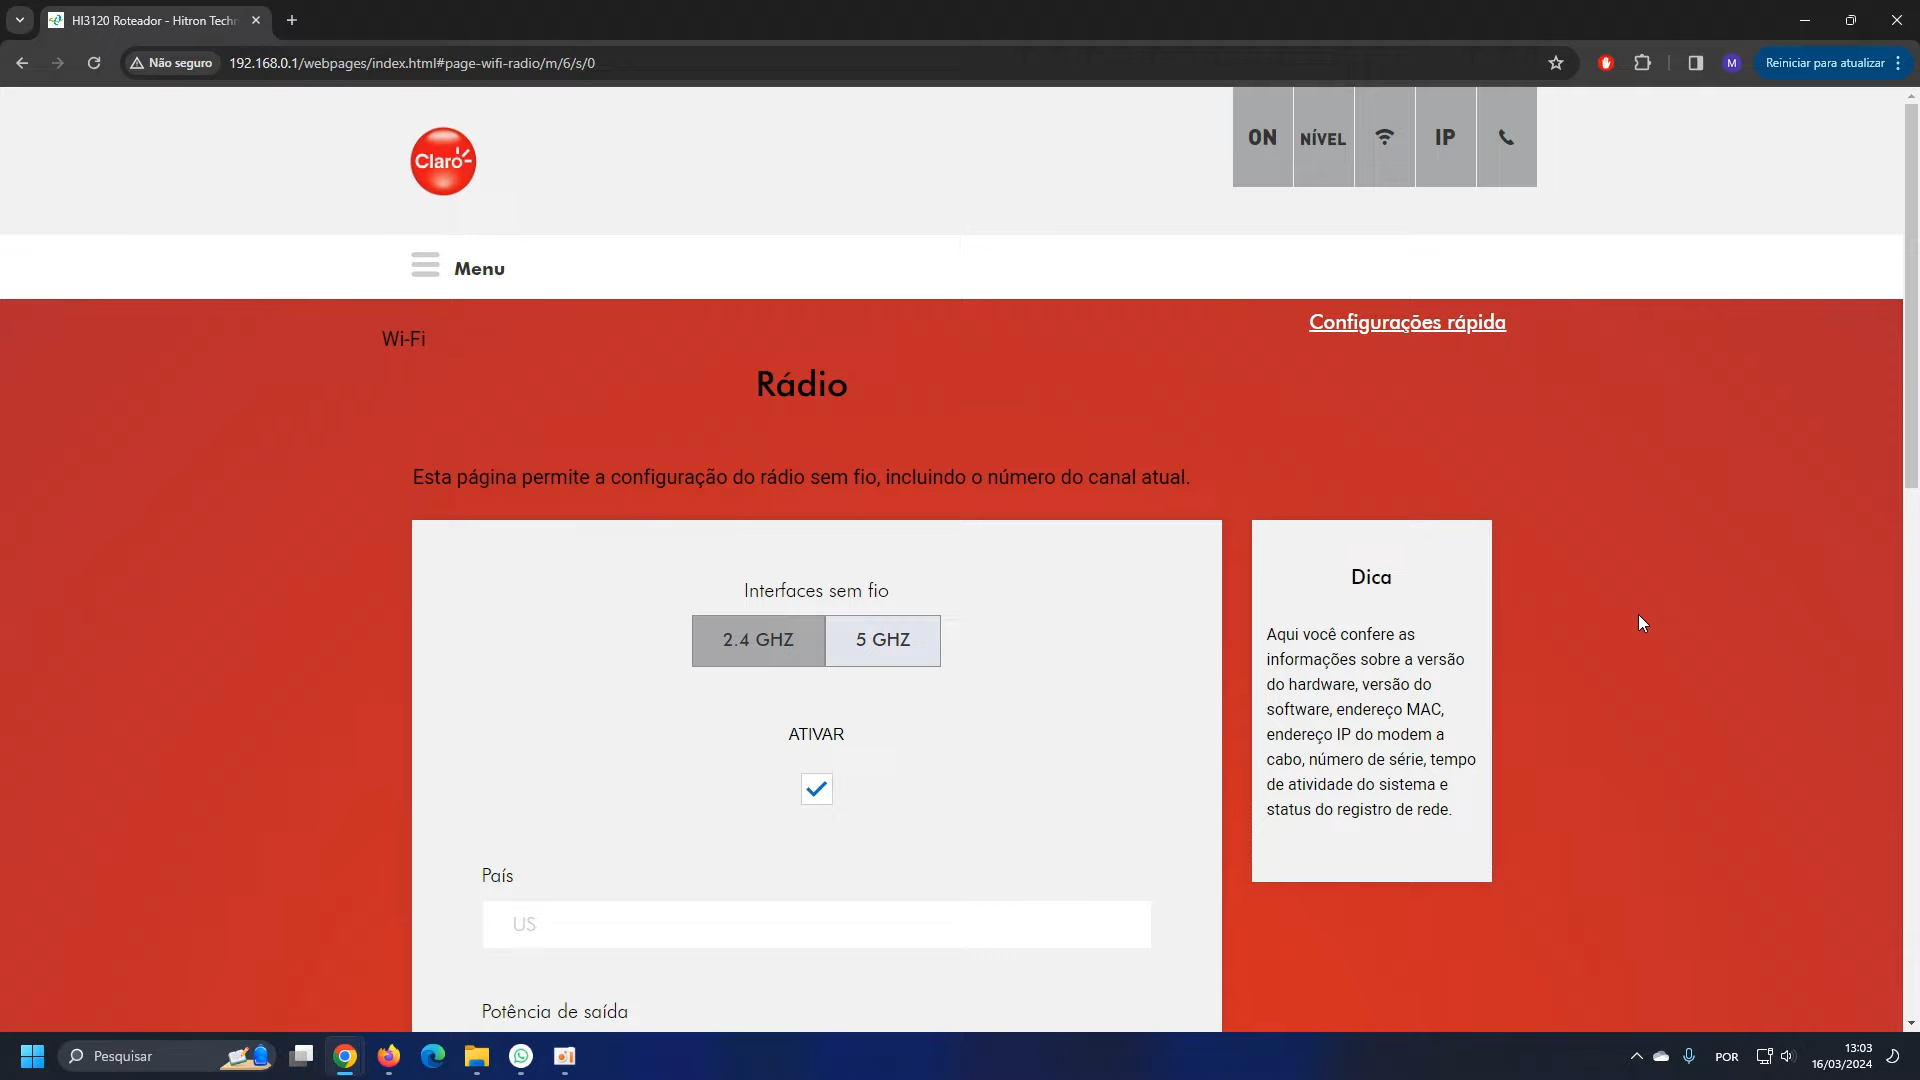 HI3120 Roteador - Hitron Techn
Não seguro
192.168.0.1/webpages/index.html#page-wifi-radio/m/6/s/0
M
Reiniciar para atualizar
Claro
ON
NÍVEL
IP
Menu
Configurações rápida
Wi-Fi
Rádio
Esta página permite a configuração do rádio sem fio, incluindo o número do canal atual.
Interfaces sem fio
2.4 GHZ
5 GHZ
ATIVAR
País
US
Potência de saída
Dica
Aqui você confere as
informações sobre a versão
do hardware, versão do
software, endereço MAC,
endereço IP do modem a
cabo, número de série, tempo
de atividade do sistema e
status do registro de rede.
Pesquisar
POR
13:03
16/03/2024